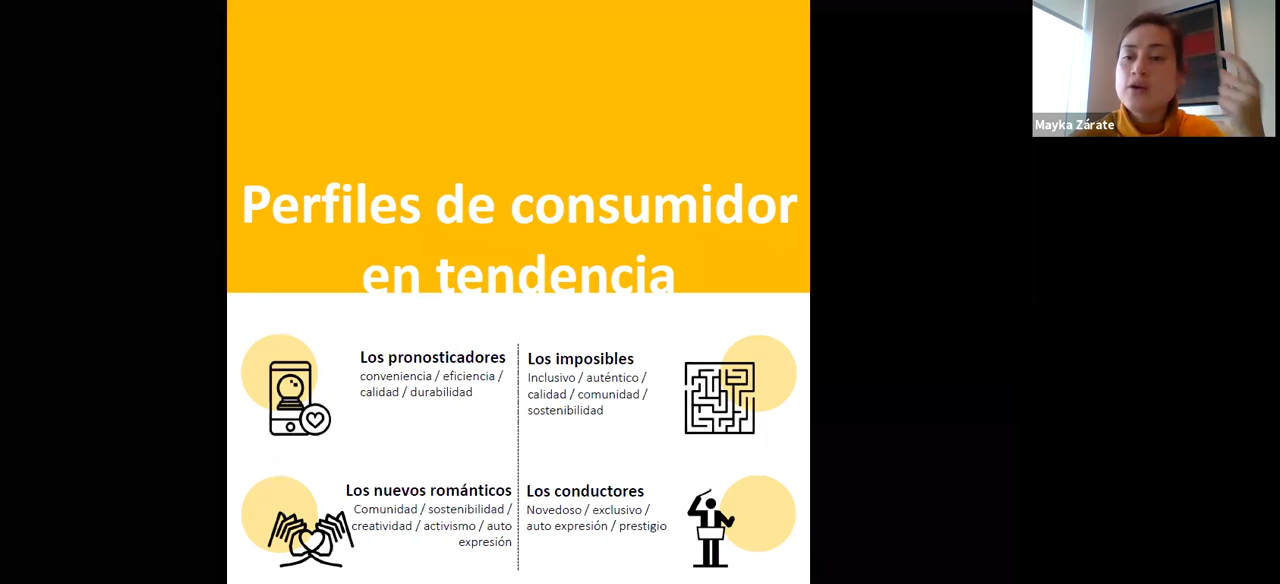 Mayka Zárate
Perfiles de consumidor
en tendencia
Los pronosticadores
conveniencia / eficiencia /
calidad / durabilidad
Los imposibles
Inclusivo / auténtico /
calidad / comunidad /
sostenibilidad
Los nuevos románticos
Comunidad / sostenibilidad /
creatividad / activismo / auto
expresión
Los conductores
Novedoso / exclusivo /
auto expresión / prestigio